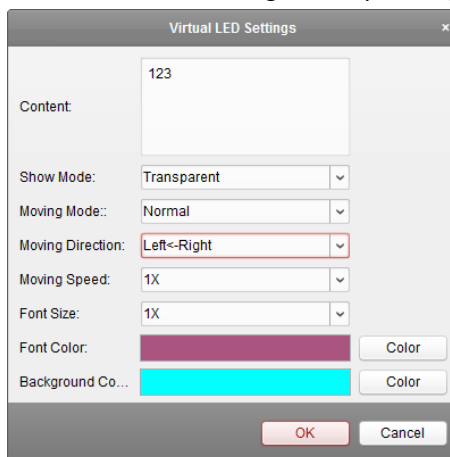 Virtual LED Settings ×
123
Content:
Show Mode: Transparent
Moving Mode:: Normal
Moving Direction: Left<-Right
Moving Speed: 1X
Font Size: 1X
Font Color: Color
Background Co... Color
OK Cancel